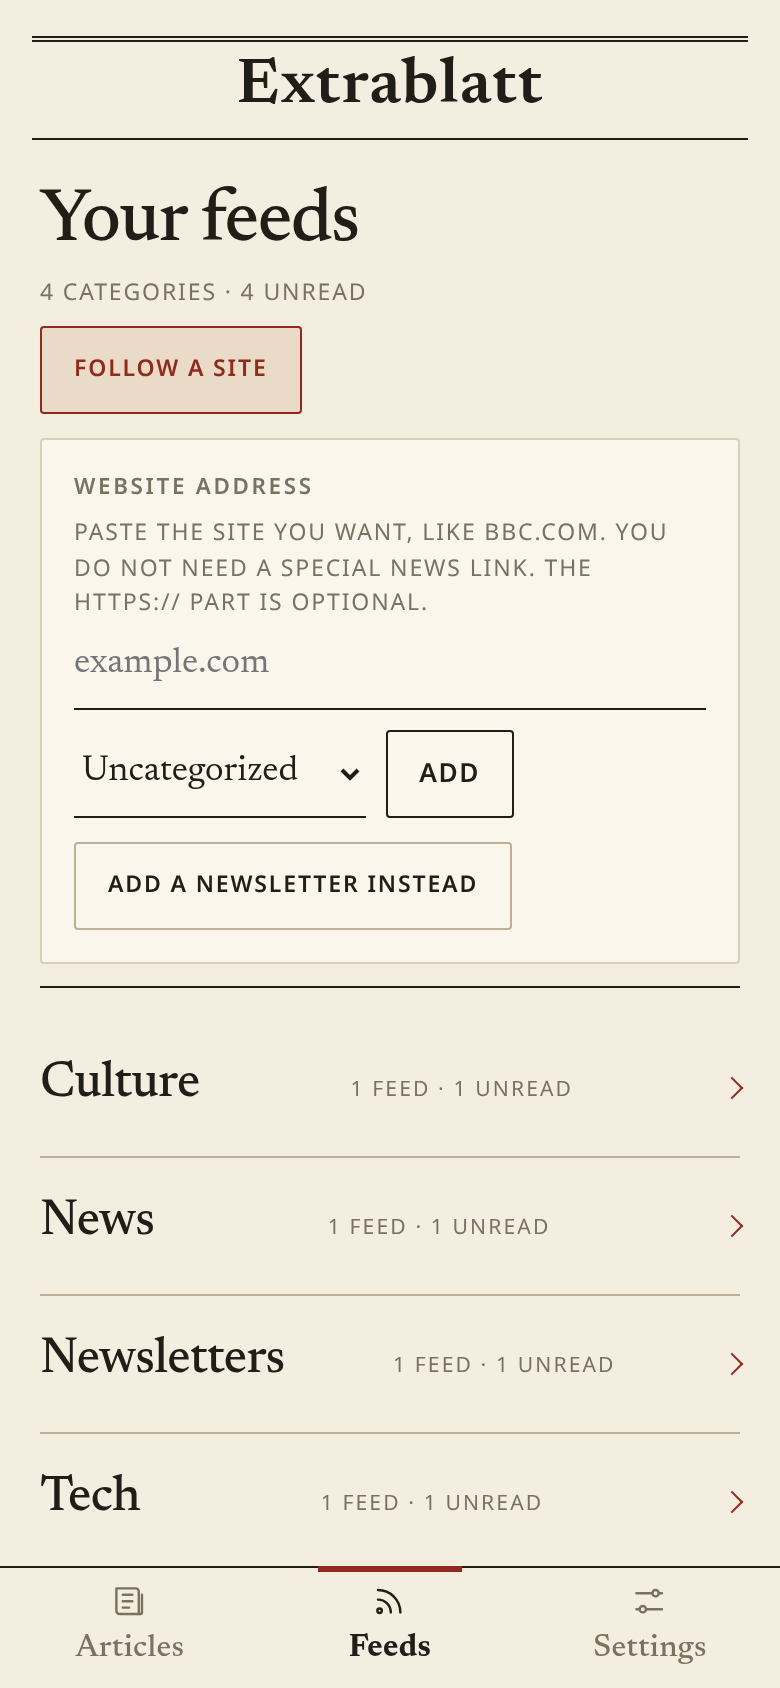 Extrablatt
Your feeds
4 CATEGORIES · 4 UNREAD
FOLLOW A SITE
WEBSITE ADDRESS
PASTE THE SITE YOU WANT, LIKE BBC.COM. YOU
DO NOT NEED A SPECIAL NEWS LINK. THE
HTTPS:// PART IS OPTIONAL.
example.com
Uncategorized
ADD
ADD A NEWSLETTER INSTEAD
Culture 1 FEED · 1 UNREAD
News 1 FEED · 1 UNREAD
Newsletters 1 FEED · 1 UNREAD
Tech 1 FEED · 1 UNREAD
Articles Feeds Settings